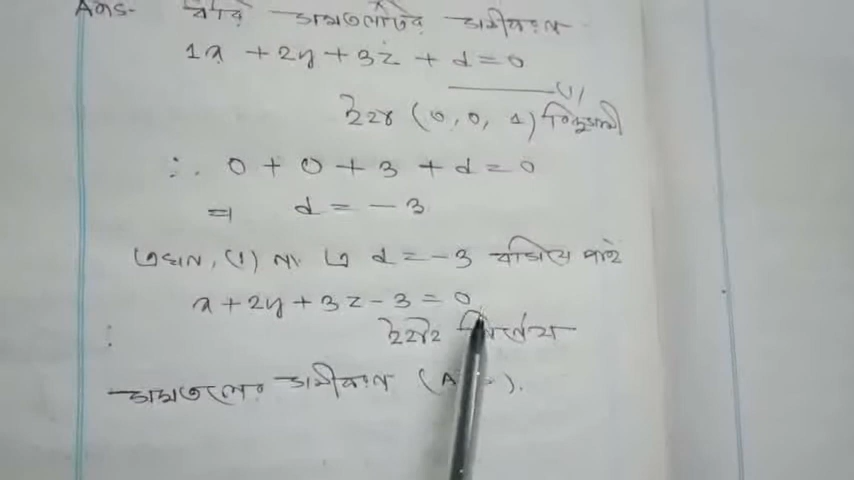 Ans- ধরি সমতলটির সমীকরণ
1x + 2y + 3z + d = 0
(1)
ইহা (0, 0, 1) বিন্দুগামী
∴ 0 + 0 + 3 + d = 0
⇒ d = -3
এখন, (1) নং এ d = -3 বসিয়ে পাই
x + 2y + 3z - 3 = 0
ইহাই নির্ণেয়
সমতলের সমীকরণ (A